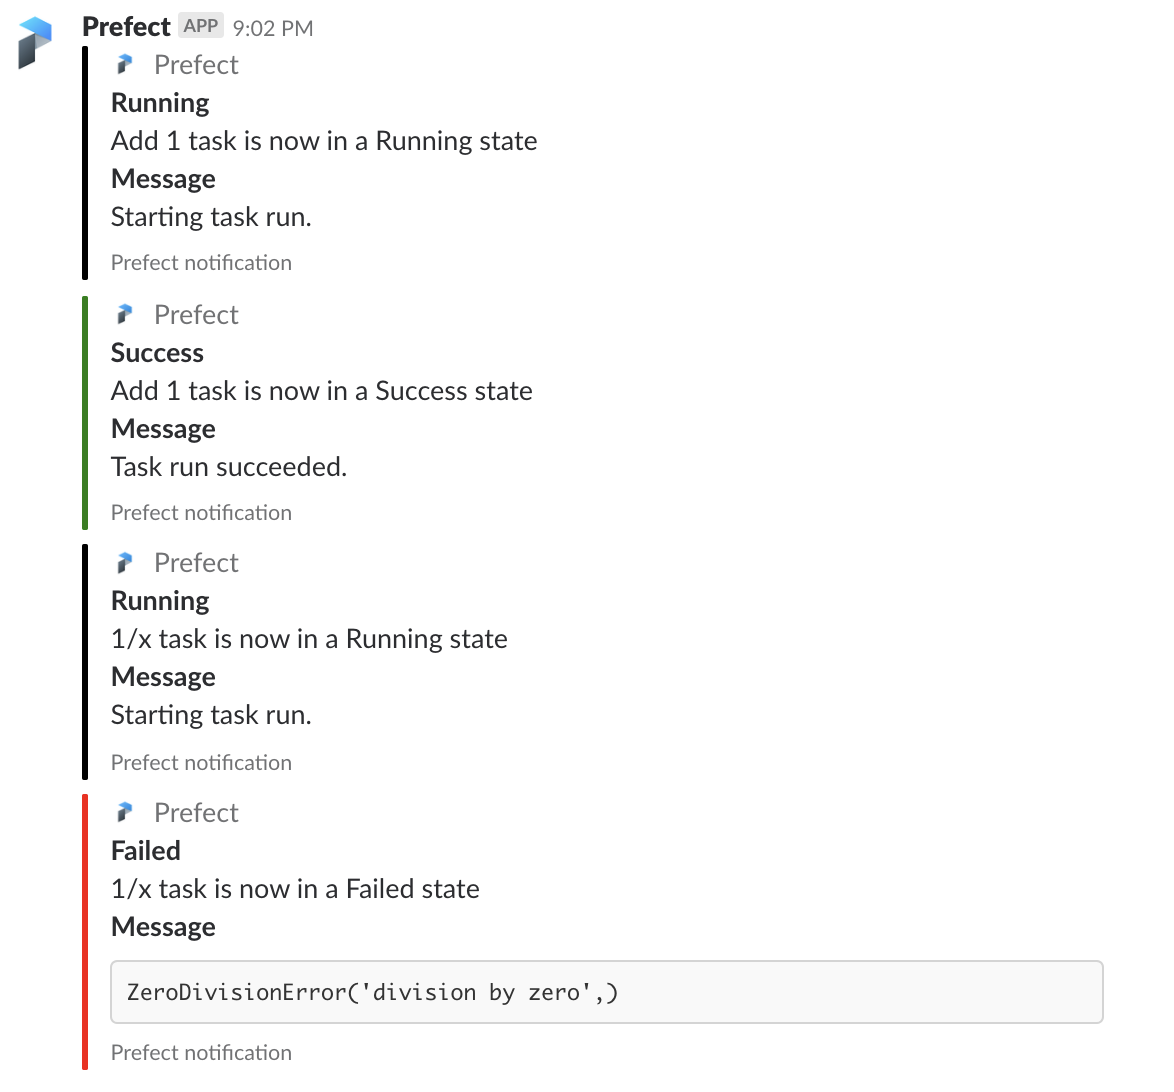 Prefect APP 9:02 PM
Prefect
Running
Add 1 task is now in a Running state
Message
Starting task run.
Prefect notification
Prefect
Success
Add 1 task is now in a Success state
Message
Task run succeeded.
Prefect notification
Prefect
Running
1/x task is now in a Running state
Message
Starting task run.
Prefect notification
Prefect
Failed
1/x task is now in a Failed state
Message
ZeroDivisionError('division by zero',)
Prefect notification